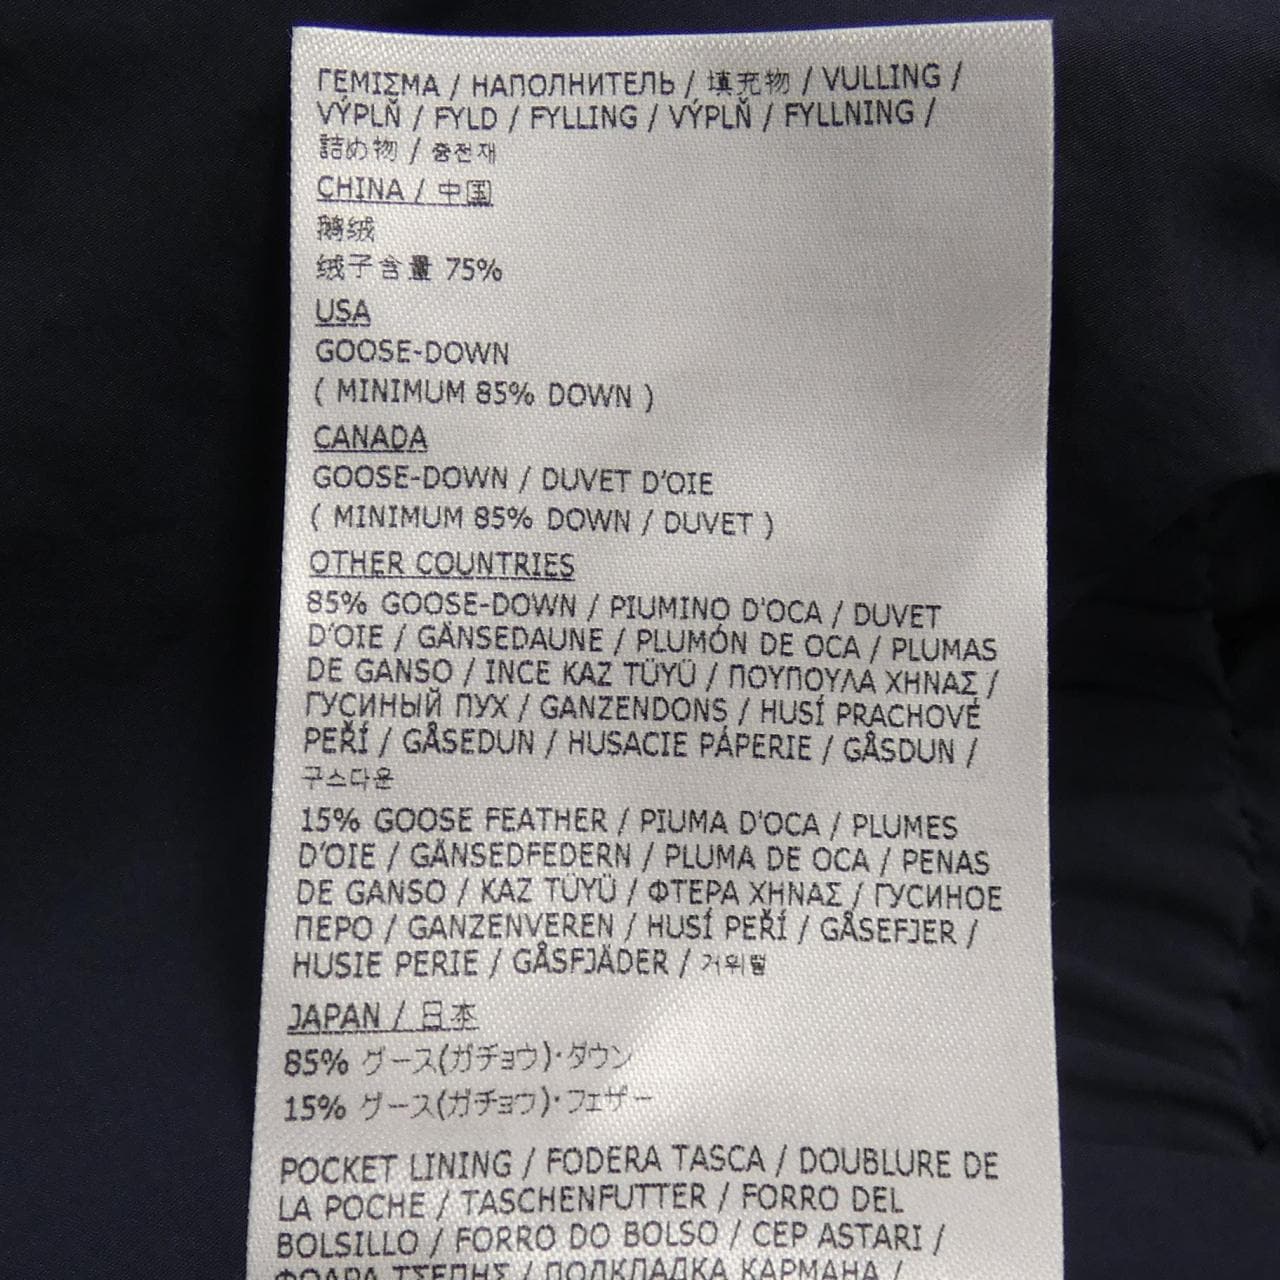 ΓΕΜΙΣΜΑ / НАПОЛНИТЕЛЬ / 填充物 / VULLING /
VÝPLŇ / FYLD / FYLLING / VÝPLŇ / FYLLNING /
詰め物 / 충전재
CHINA / 中国
鹅绒
绒子含量 75%
USA
GOOSE-DOWN
( MINIMUM 85% DOWN )
CANADA
GOOSE-DOWN / DUVET D'OIE
( MINIMUM 85% DOWN / DUVET )
OTHER COUNTRIES
85% GOOSE-DOWN / PIUMINO D'OCA / DUVET
D'OIE / GÄNSEDAUNE / PLUMÓN DE OCA / PLUMAS
DE GANSO / INCE KAZ TÜYÜ / ΠΟΥΠΟΥΛΑ ΧΗΝΑΣ /
ГУСИНЫЙ ПУХ / GANZENDONS / HUSÍ PRACHOVÉ
PEŘÍ / GÅSEDUN / HUSACIE PÁPERIE / GÅSDUN /
구스다운
15% GOOSE FEATHER / PIUMA D'OCA / PLUMES
D'OIE / GÄNSEDFEDERN / PLUMA DE OCA / PENAS
DE GANSO / KAZ TÜYÜ / ΦΤΕΡΑ ΧΗΝΑΣ / ГУСИНОЕ
ПЕРО / GANZENVEREN / HUSÍ PEŘÍ / GÅSEFJER /
HUSIE PERIE / GÅSFJÄDER / 거위털
JAPAN / 日本
85% グース(ガチョウ)・ダウン
15% グース(ガチョウ)・フェザー
POCKET LINING / FODERA TASCA / DOUBLURE DE
LA POCHE / TASCHENFUTTER / FORRO DEL
BOLSILLO / FORRO DO BOLSO / CEP ASTARI /
ΦΟΔΡΑ ΤΣΕΠΗΣ / ПОДКЛАДКА КАРМАНА /